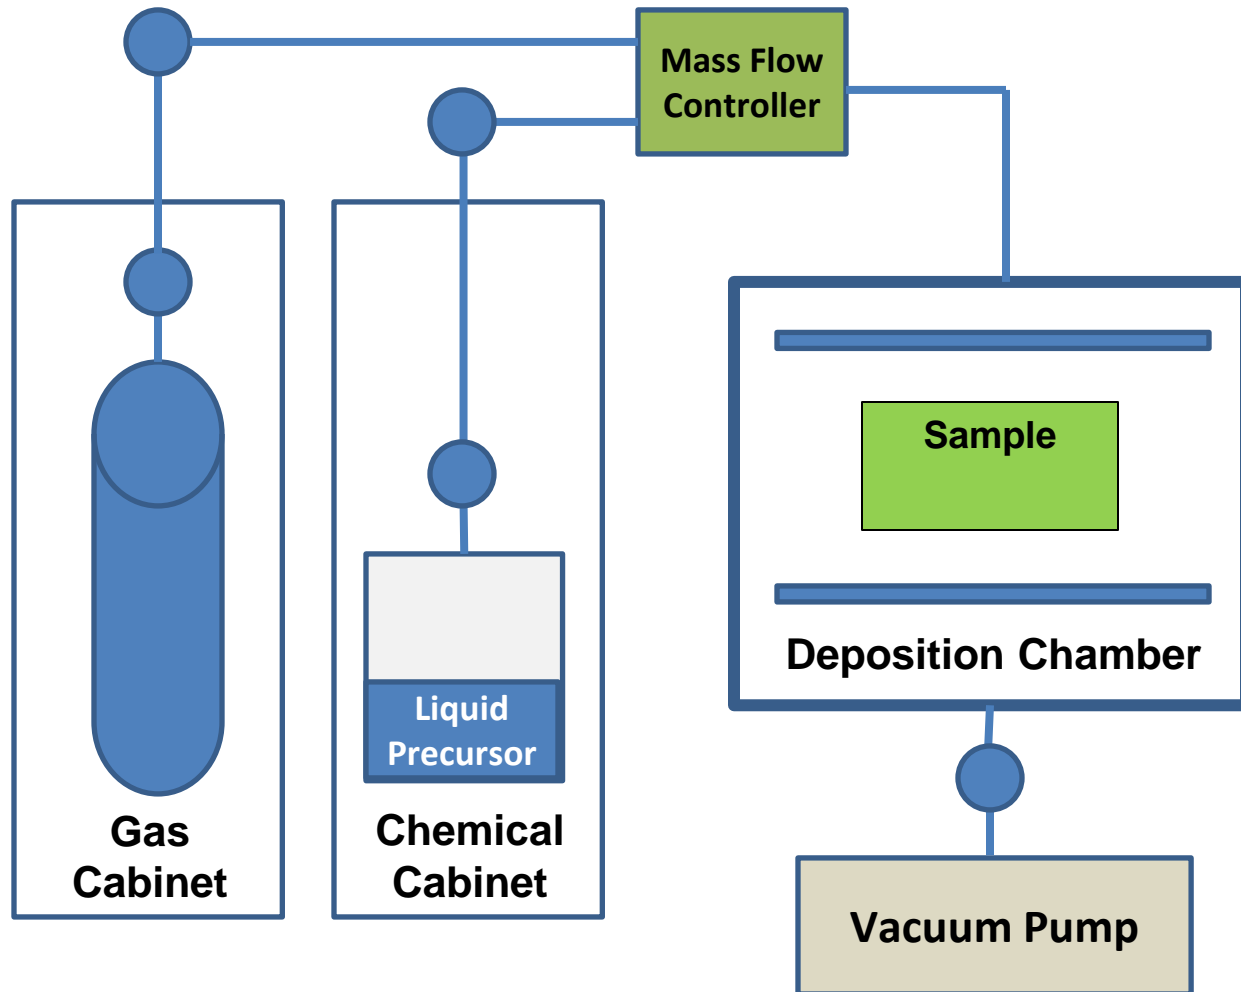 Mass Flow
Controller
Sample
Deposition Chamber
Liquid
Precursor
Gas
Cabinet
Chemical
Cabinet
Vacuum Pump